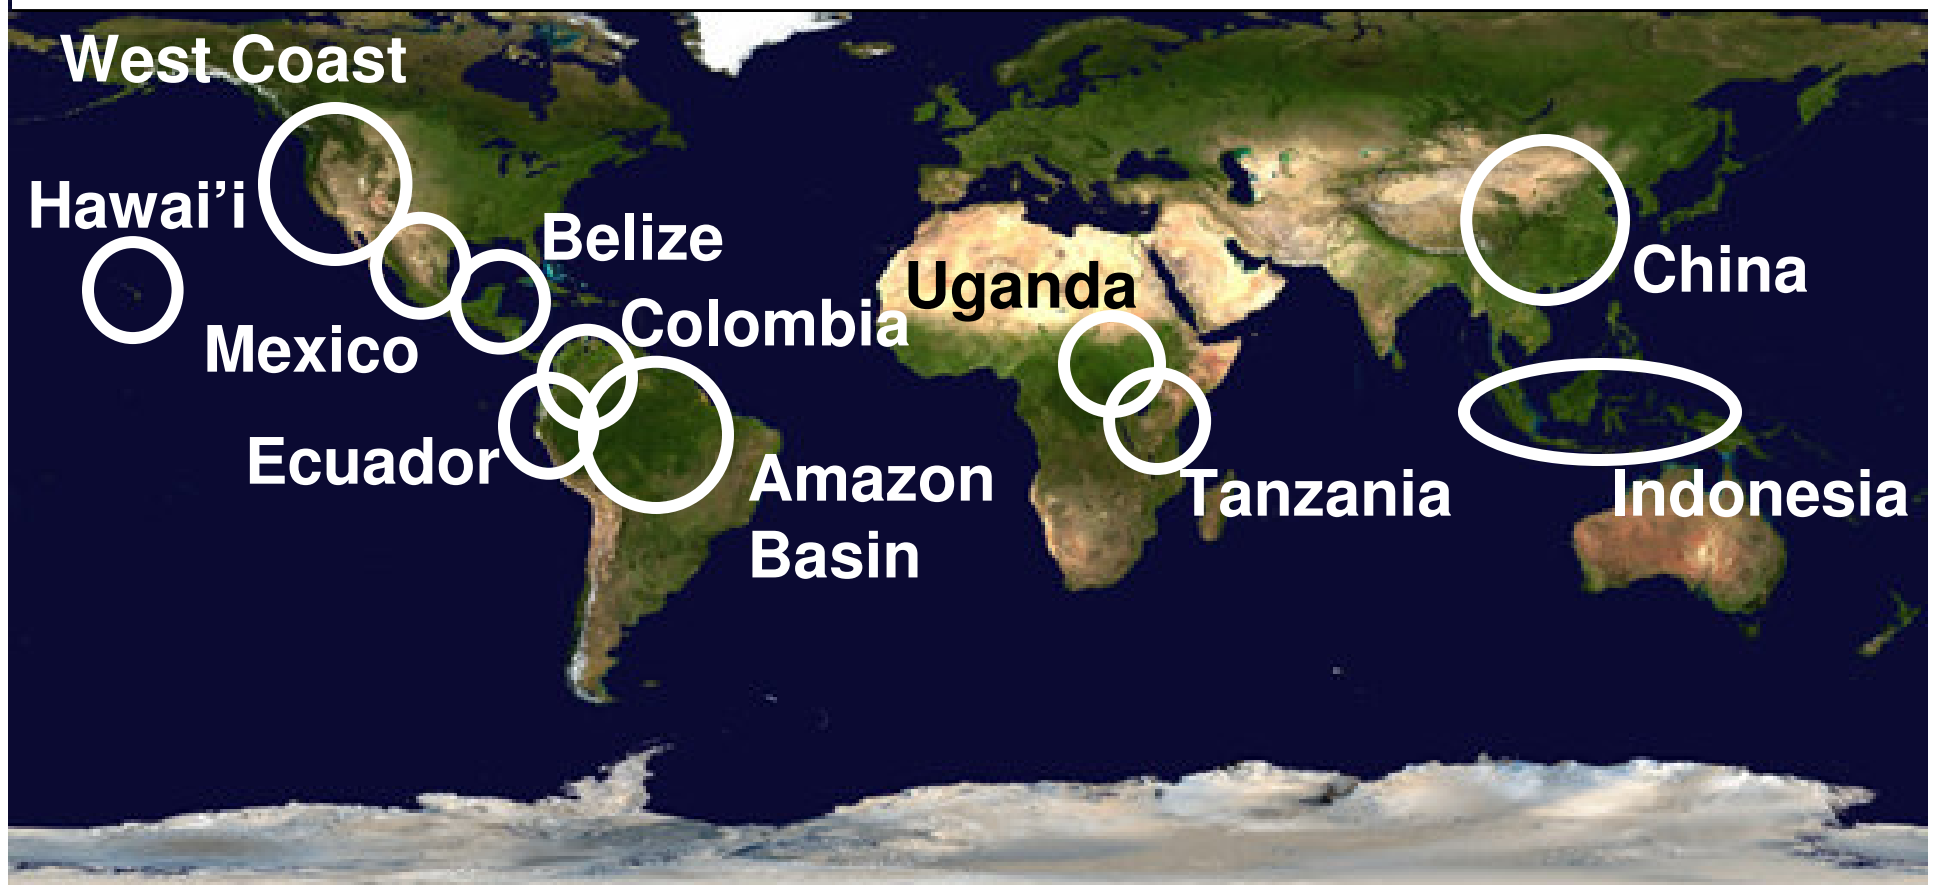 West Coast
Hawai’i
Belize
Uganda
China
Colombia
Mexico
Ecuador
Amazon
Basin
Tanzania
Indonesia